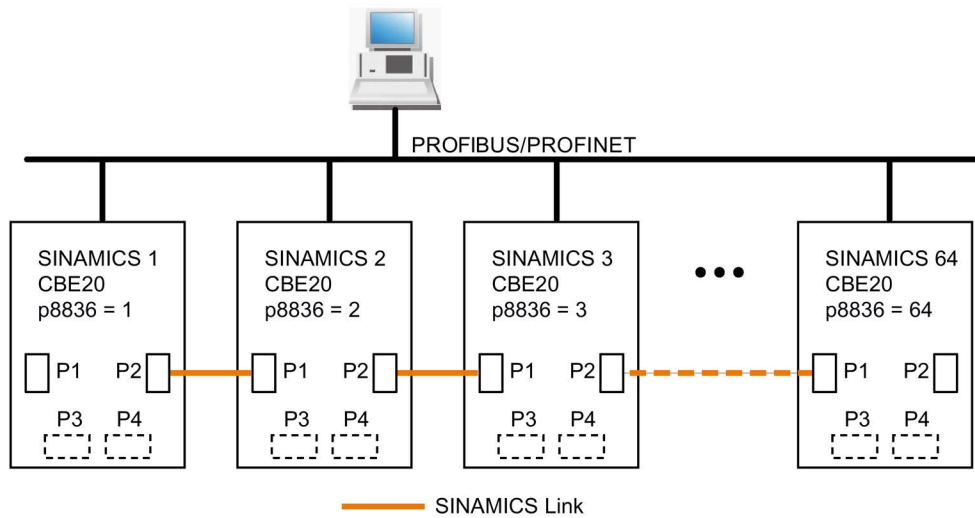 PROFIBUS/PROFINET
SINAMICS 1
CBE20
p8836 = 1
P1
P2
P3
P4
SINAMICS 2
CBE20
p8836 = 2
P1
P2
P3
P4
SINAMICS 3
CBE20
p8836 = 3
P1
P2
P3
P4
SINAMICS 64
CBE20
p8836 = 64
P1
P2
P3
P4
SINAMICS Link